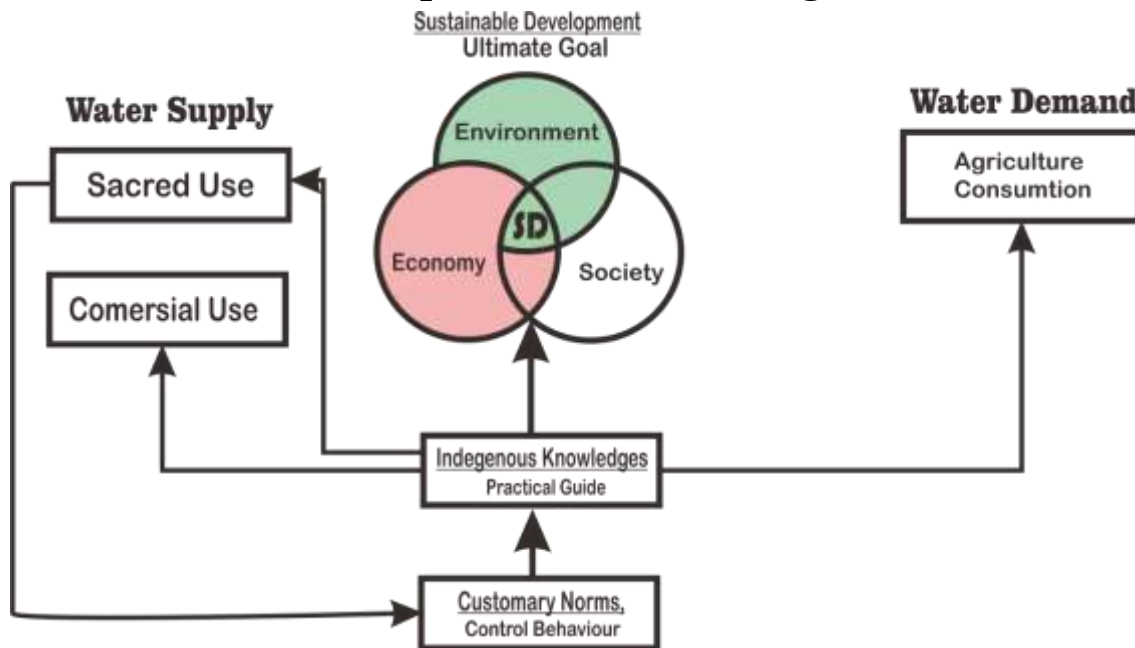 Sustainable Development
Ultimate Goal
Water Supply
Water Demand
Environment
Agriculture
Consumtion
Sacred Use
SD
Economy
Society
Comersial Use
Indegenous Knowledges
Practical Guide
Customary Norms,
Control Behaviour